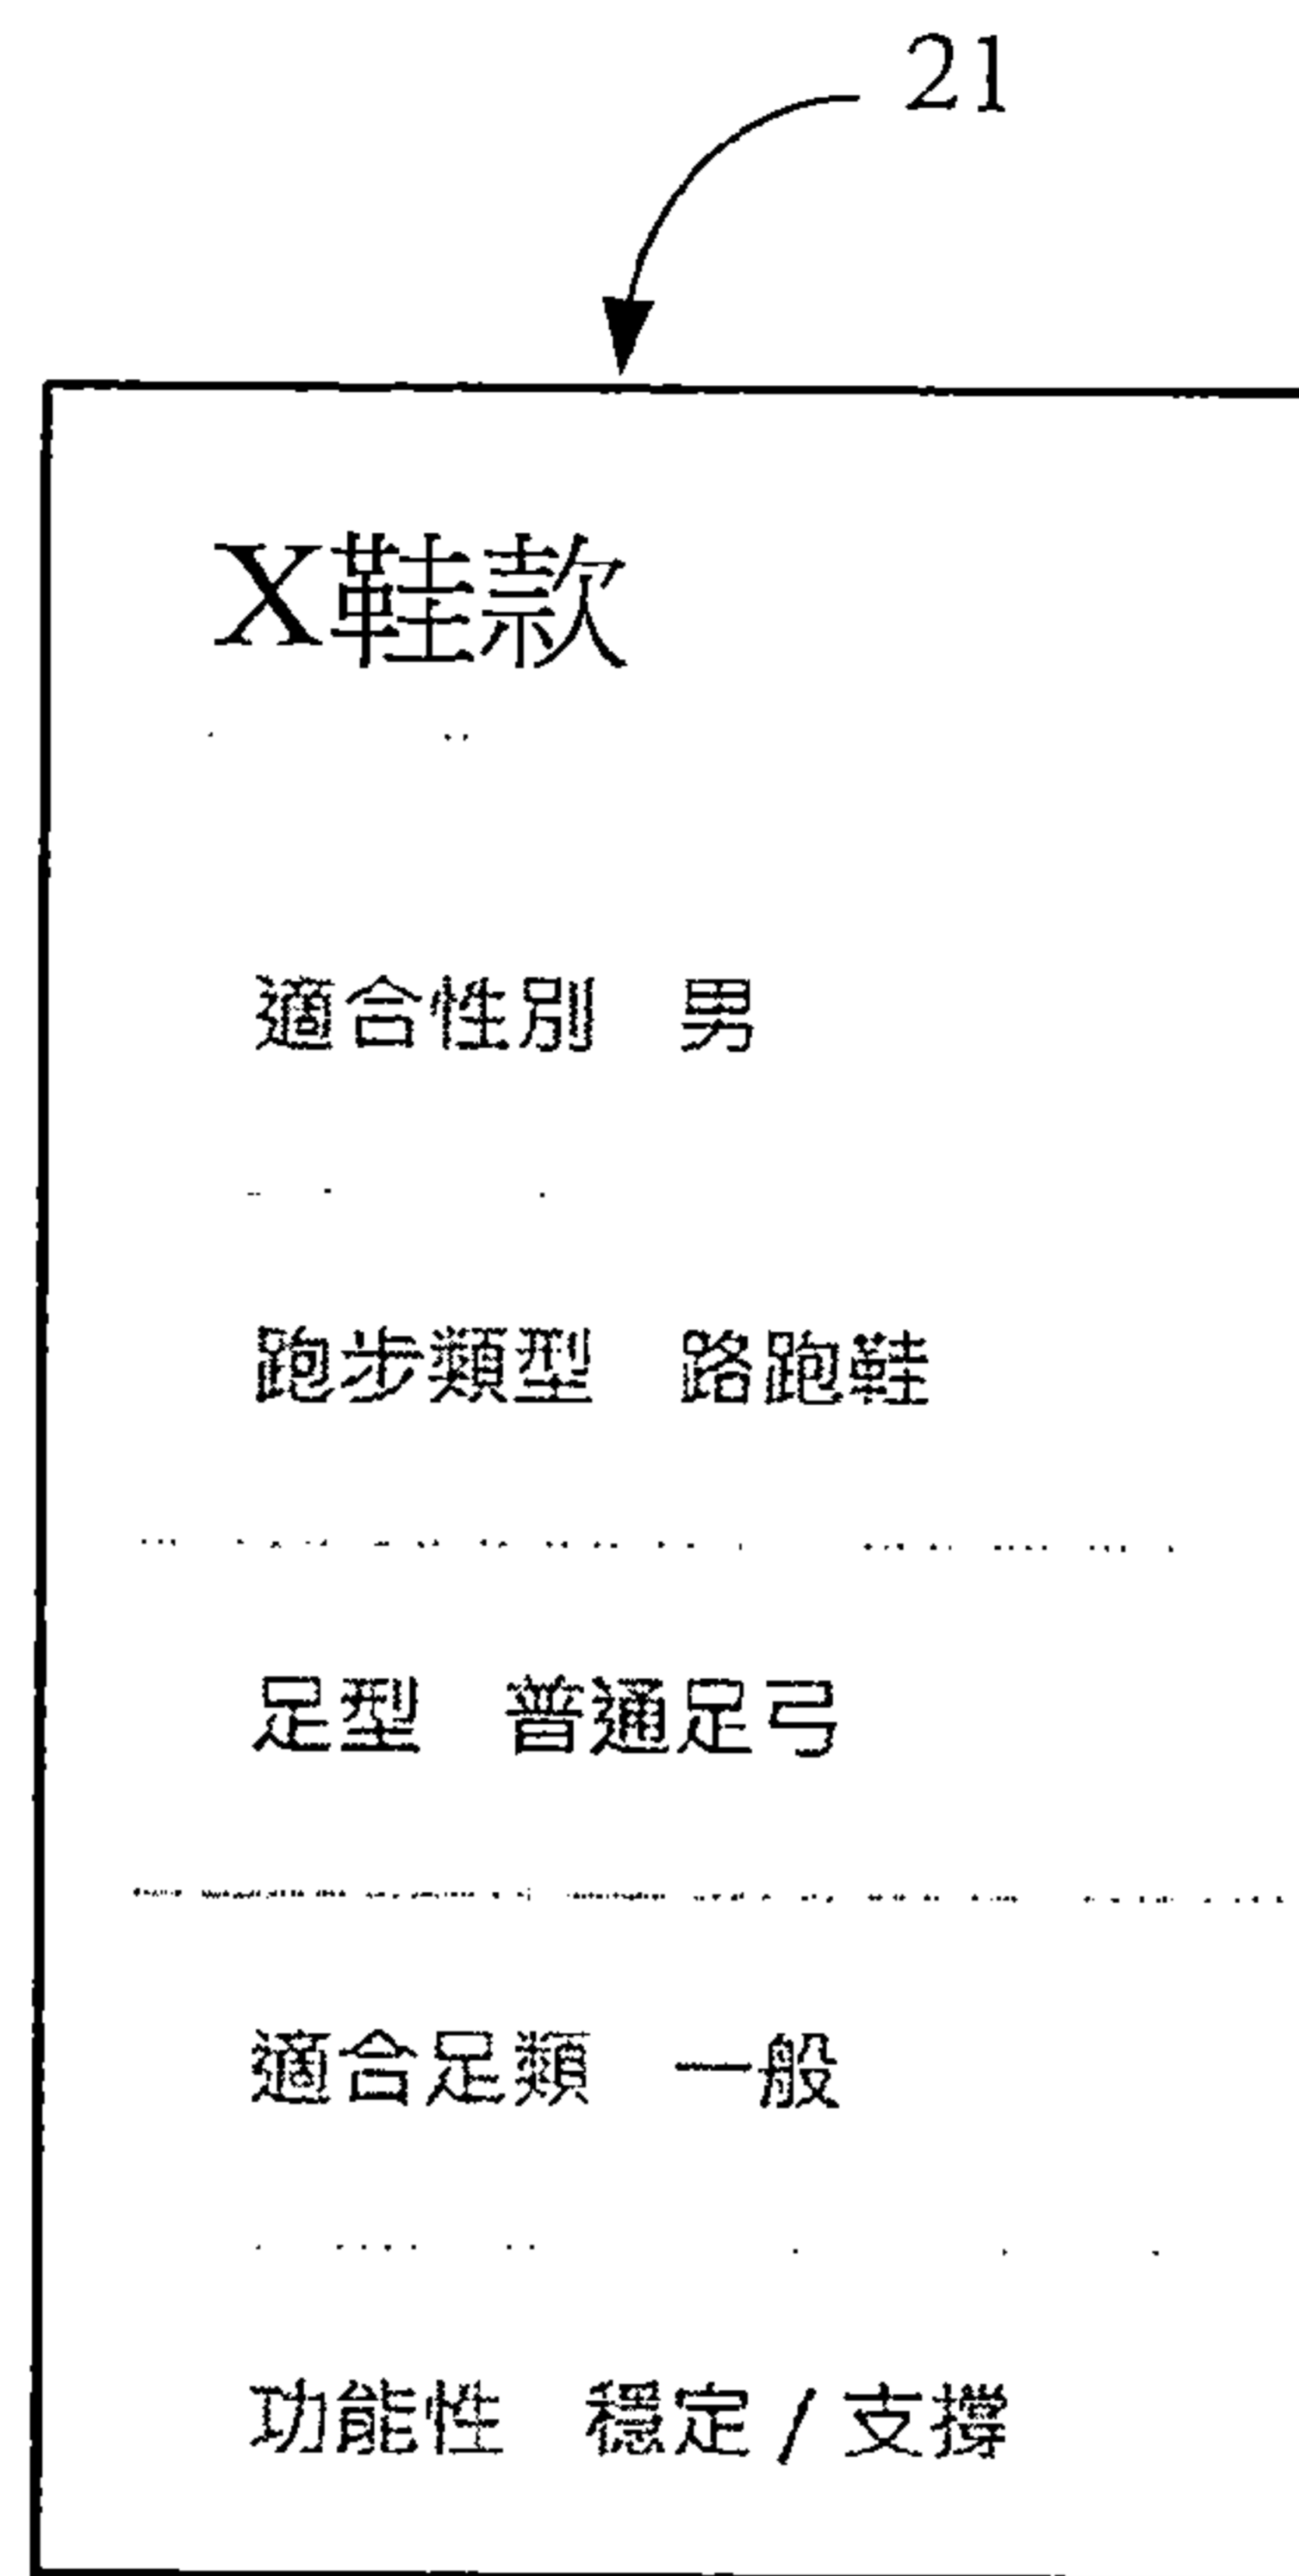 21
X鞋款
適合性別 男
跑步類型 路跑鞋
足型 普通足弓
適合足類 一般
功能性 穩定/支撐